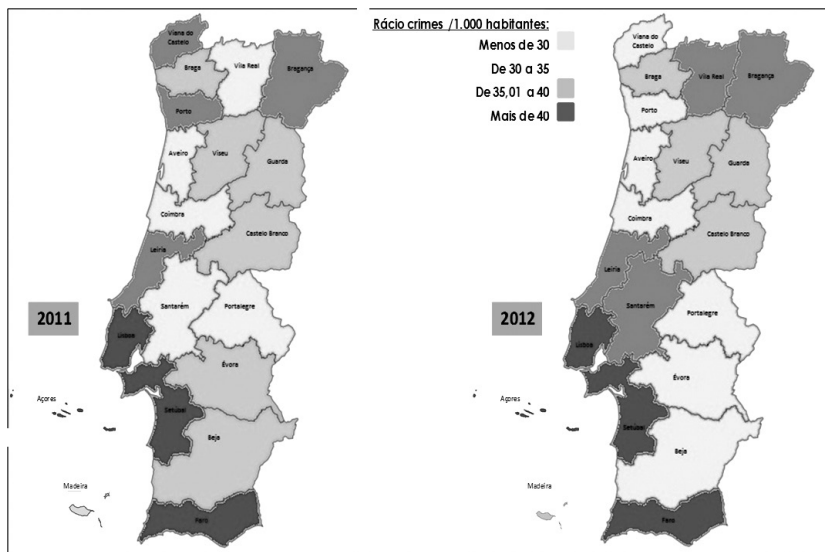 Rácio crimes /1.000 habitantes:
Menos de 30
De 30 a 35
De 35,01 a 40
Mais de 40
Viana do
Castelo
Braga
Vila Real
Bragança
Porto
Aveiro
Viseu
Guarda
Coimbra
Castelo Branco
Leiria
Santarém
Portalegre
2011
Lisboa
Évora
Açores
Setúbal
Beja
Madeira
Faro
Viana do
Castelo
Braga
Vila Real
Bragança
Porto
Aveiro
Viseu
Guarda
Coimbra
Castelo Branco
Leiria
Santarém
Portalegre
2012
Lisboa
Évora
Açores
Setúbal
Beja
Madeira
Faro